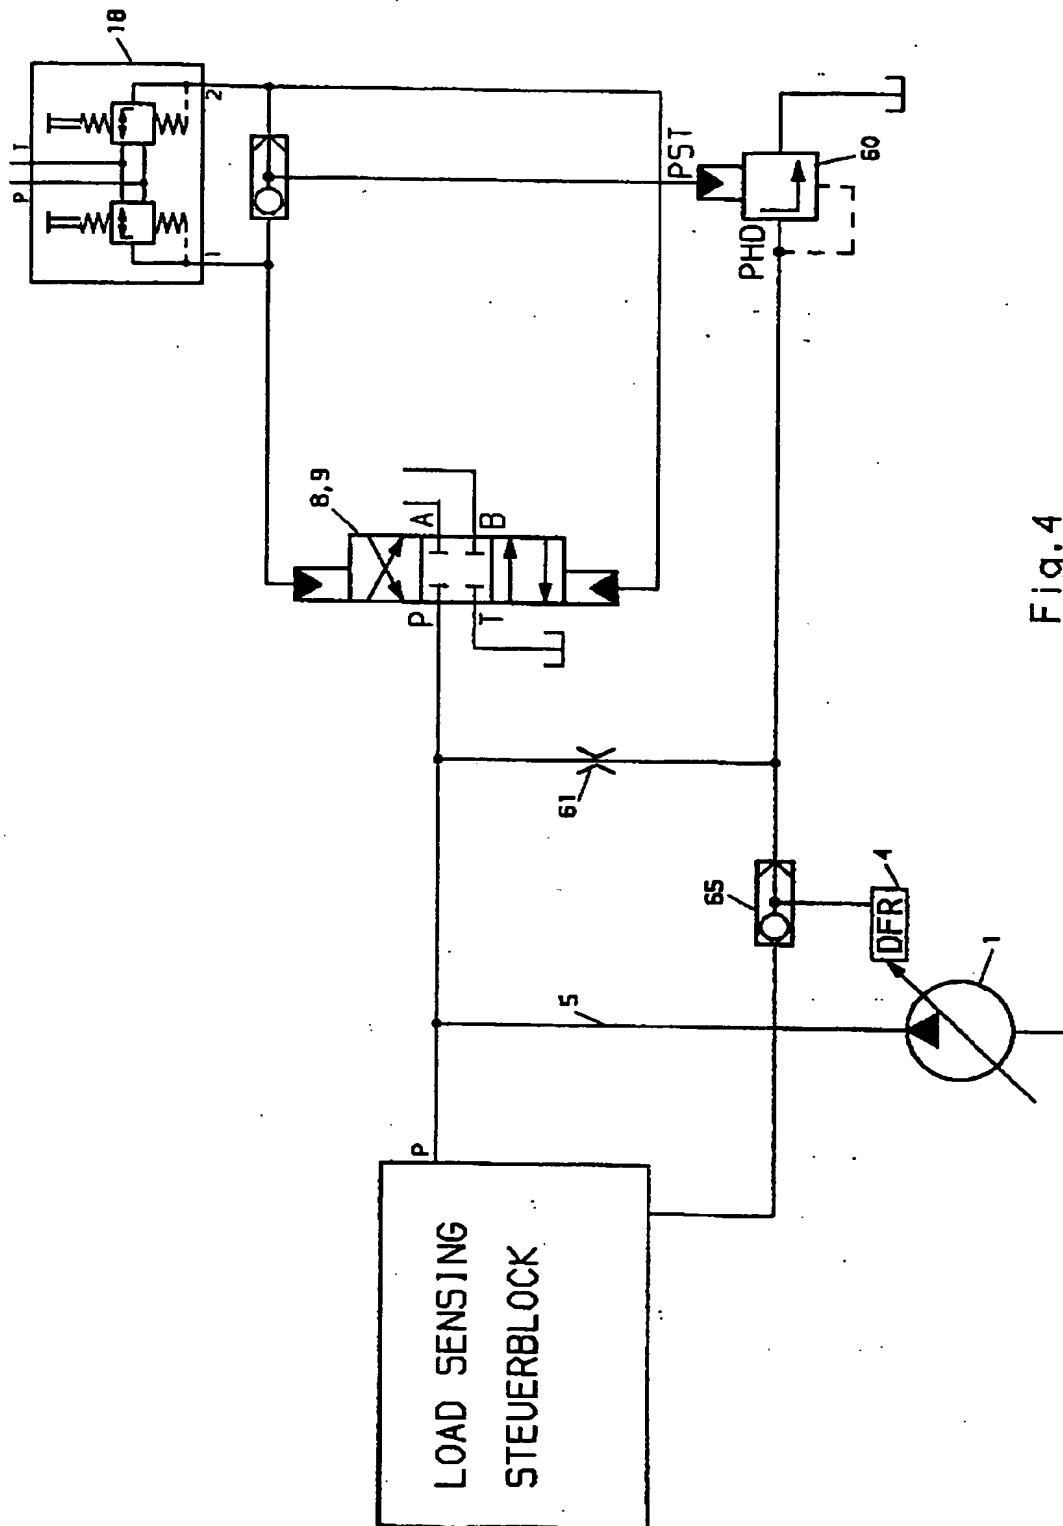 P T
18
1 2
8,9
P
P A
LOAD SENSING
T B
STEUERBLOCK
5
61
PST
65
PHD
60
DFR
4
1
Fig.4